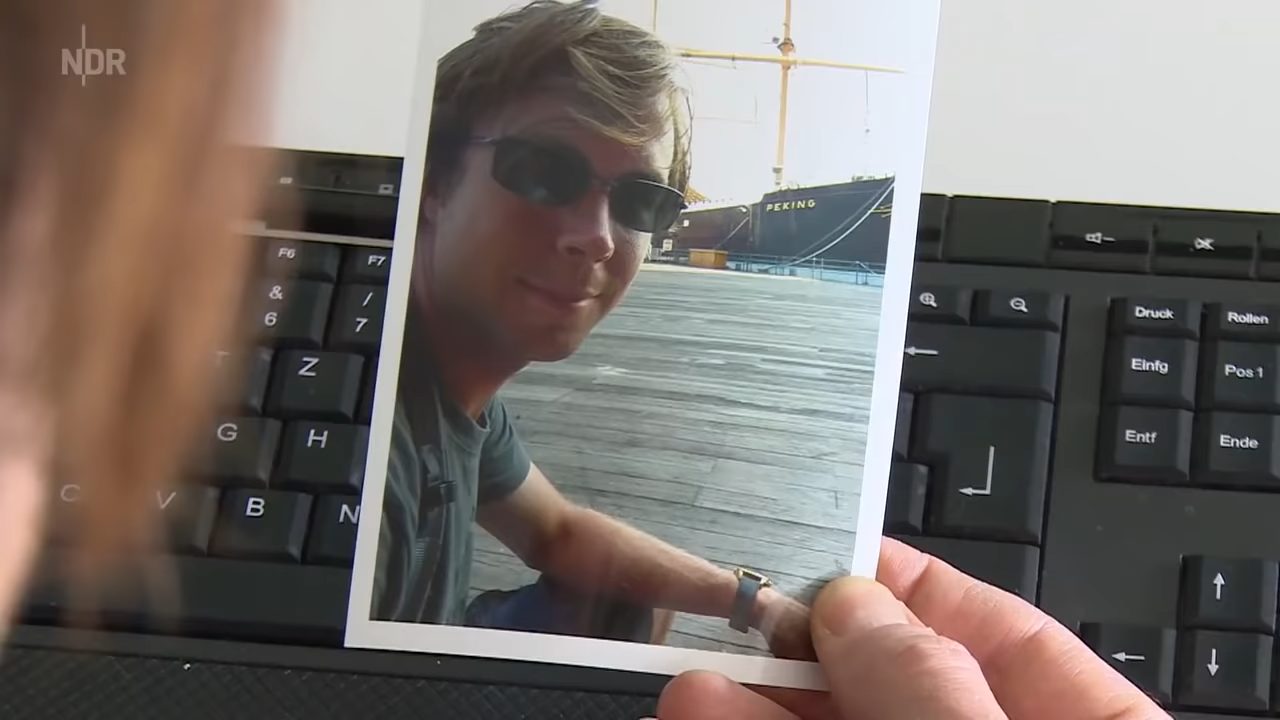 NDR
PEKING
F6
F7
&
6
/
7
T
Z
G
H
C
V
B
N
Druck
Rollen
Einfg
Pos 1
Entf
Ende